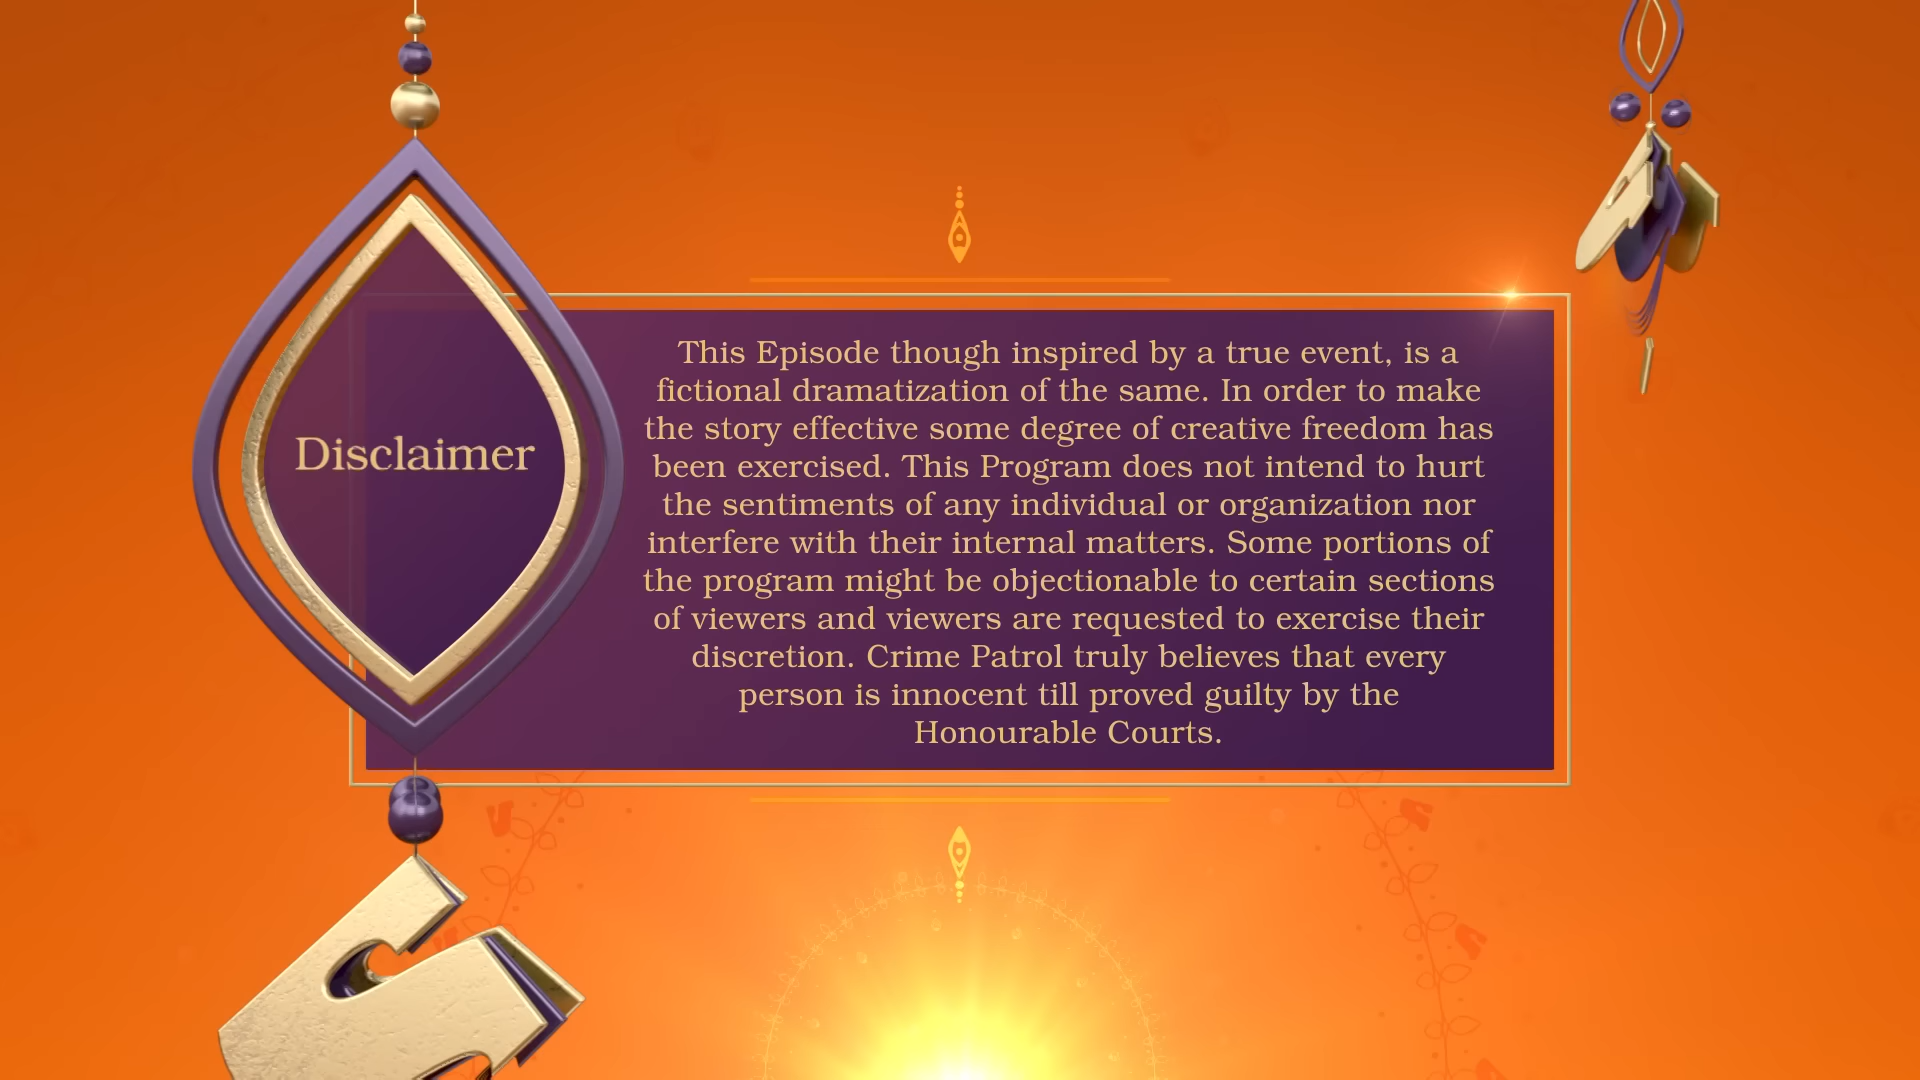 Disclaimer
This Episode though inspired by a true event, is a
fictional dramatization of the same. In order to make
the story effective some degree of creative freedom has
been exercised. This Program does not intend to hurt
the sentiments of any individual or organization nor
interfere with their internal matters. Some portions of
the program might be objectionable to certain sections
of viewers and viewers are requested to exercise their
discretion. Crime Patrol truly believes that every
person is innocent till proved guilty by the
Honourable Courts.